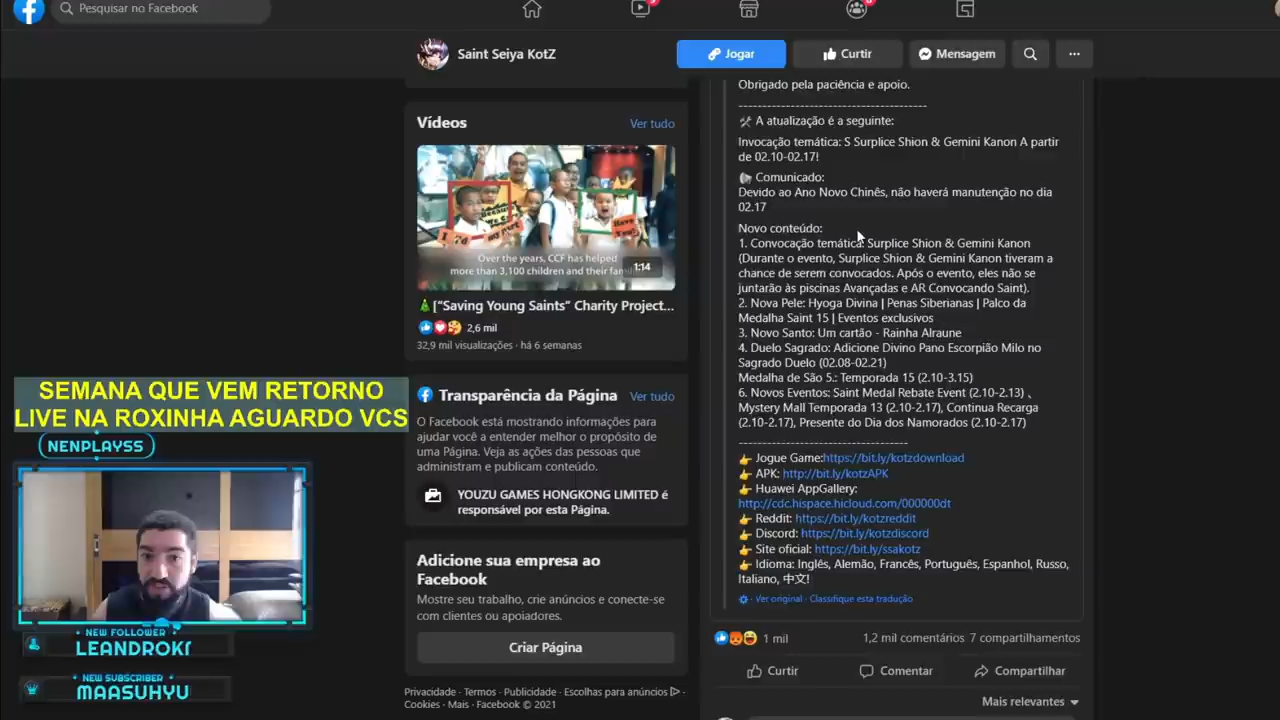 Pesquisar no Facebook
Saint Seiya KotZ
Jogar
Curtir
Mensagem
Vídeos
Ver tudo
Over the years, CCF has helped
more than 3,100 children and their
1:14
["Saving Young Saints" Charity Project...
2,6 mil
32,9 mil visualizações · há 6 semanas
Transparência da Página
Ver tudo
O Facebook está mostrando informações para
ajudar você a entender melhor o propósito de
uma Página. Veja as ações das pessoas que
administram e publicam conteúdo.
YOUZU GAMES HONGKONG LIMITED é
responsável por esta Página.
Adicione sua empresa ao
Facebook
Mostre seu trabalho, crie anúncios e conecte-se
com clientes ou apoiadores.
Criar Página
Privacidade · Termos · Publicidade · Escolhas para anúncios ·
Cookies · Mais · Facebook © 2021
Obrigado pela paciência e apoio.
----------------------------------------
🛠 A atualização é a seguinte:
Invocação temática: S Surplice Shion & Gemini Kanon A partir
de 02.10-02.17!
Comunicado:
Devido ao Ano Novo Chinês, não haverá manutenção no dia
02.17
Novo conteúdo:
1. Convocação temática: Surplice Shion & Gemini Kanon
(Durante o evento, Surplice Shion & Gemini Kanon tiveram a
chance de serem convocados. Após o evento, eles não se
juntarão às piscinas Avançadas e AR Convocando Saint).
2. Nova Pele: Hyoga Divina | Penas Siberianas | Palco da
Medalha Saint 15 | Eventos exclusivos
3. Novo Santo: Um cartão - Rainha Alraune
4. Duelo Sagrado: Adicione Divino Pano Escorpião Milo no
Sagrado Duelo (02.08-02.21)
Medalha de São 5.: Temporada 15 (2.10-3.15)
6. Novos Eventos: Saint Medal Rebate Event (2.10-2.13) 、
Mystery Mall Temporada 13 (2.10-2.17), Continua Recarga
(2.10-2.17), Presente do Dia dos Namorados (2.10-2.17)
------------------------------------
👉 Jogue Game:https://bit.ly/kotzdownload
👉 APK: http://bit.ly/kotzAPK
👉 Huawei AppGallery:
http://cdc.hispace.hicloud.com/000000dt
👉 Reddit: https://bit.ly/kotzreddit
👉 Discord: https://bit.ly/kotzdiscord
👉 Site oficial: https://bit.ly/ssakotz
👉 Idioma: Inglês, Alemão, Francês, Português, Espanhol, Russo,
Italiano, 中文!
Ver original · Classifique esta tradução
1 mil
1,2 mil comentários 7 compartilhamentos
Curtir
Comentar
Compartilhar
Mais relevantes
SEMANA QUE VEM RETORNO
LIVE NA ROXINHA AGUARDO VCS
NENPLAYSS
NEW FOLLOWER
LEANDROKR
NEW SUBSCRIBER
MAASUHYU